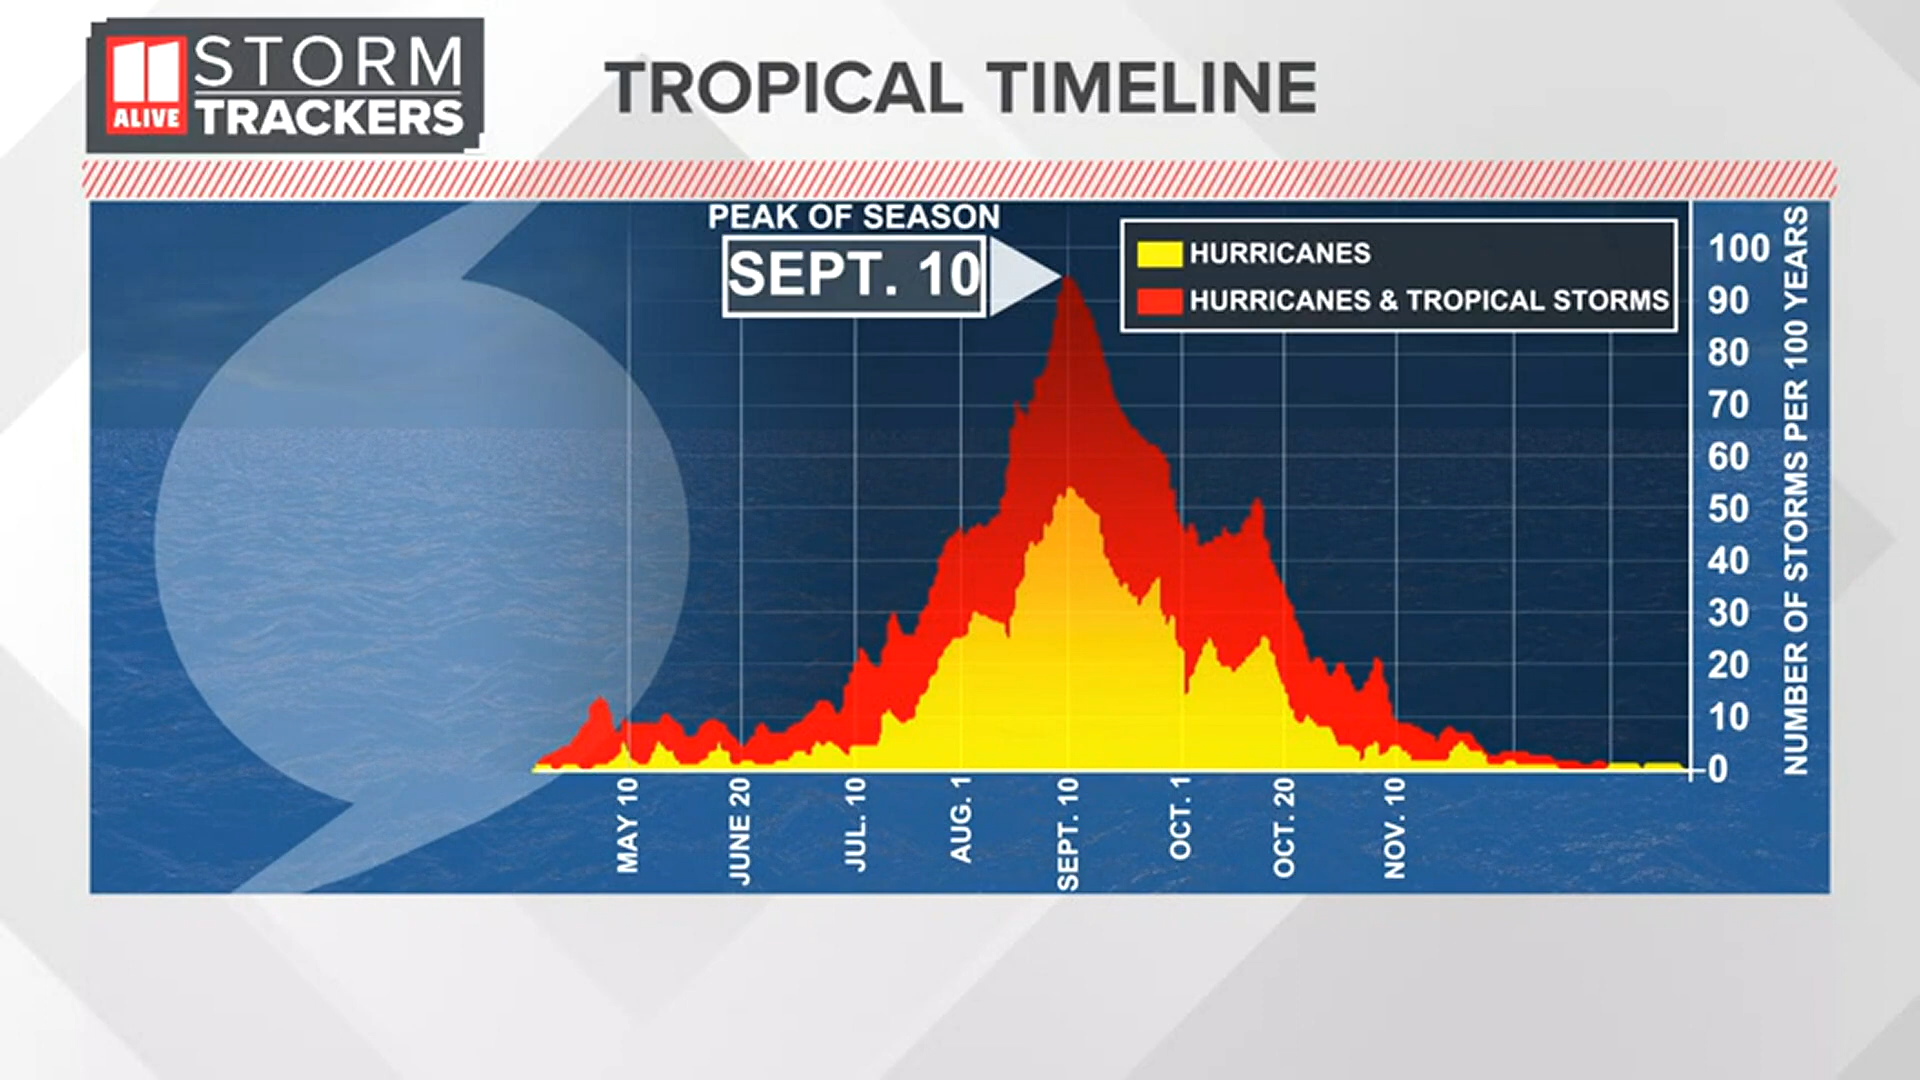 11
ALIVE
STORM
TRACKERS
TROPICAL TIMELINE
PEAK OF SEASON
SEPT. 10
HURRICANES
HURRICANES & TROPICAL STORMS
100
90
80
70
60
50
40
30
20
10
0
NUMBER OF STORMS PER 100 YEARS
MAY 10
JUNE 20
JUL. 10
AUG. 1
SEPT. 10
OCT. 1
OCT. 20
NOV. 10